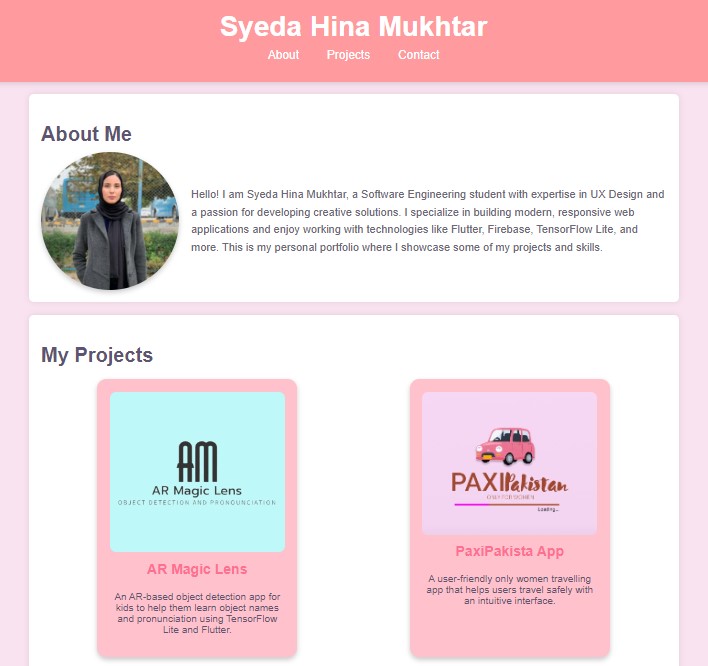 Syeda Hina Mukhtar
About Projects Contact
About Me
Hello! I am Syeda Hina Mukhtar, a Software Engineering student with expertise in UX Design and
a passion for developing creative solutions. I specialize in building modern, responsive web
applications and enjoy working with technologies like Flutter, Firebase, TensorFlow Lite, and
more. This is my personal portfolio where I showcase some of my projects and skills.
My Projects
AM
AR Magic Lens
OBJECT DETECTION AND PRONOUNCIATION
AR Magic Lens
An AR-based object detection app for
kids to help them learn object names
and pronunciation using TensorFlow
Lite and Flutter.
PAXIPakistan
ONLY FOR WOMEN
Loading...
PaxiPakista App
A user-friendly only women travelling
app that helps users travel safely with
an intuitive interface.